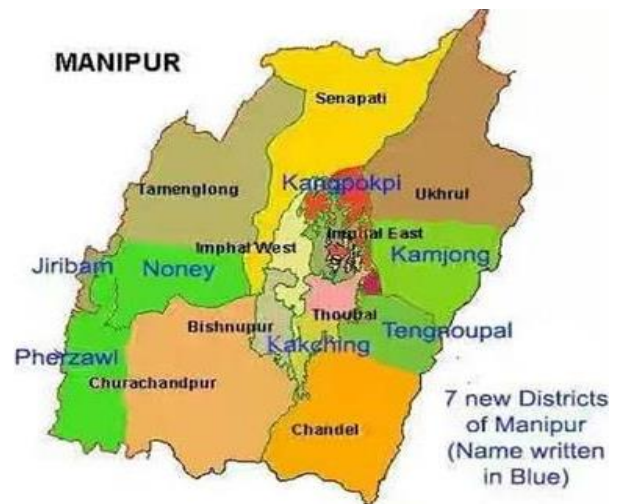 MANIPUR
Senapati
Kangpokpi
Tamenglong
Ukhrul
Imphal West
Imphal East
Kamjong
Jiribam
Noney
Bishnupur
Thoubal
Kakching
Tengnoupal
Pherzawl
Churachandpur
Chandel
7 new Districts
of Manipur
(Name written
in Blue)